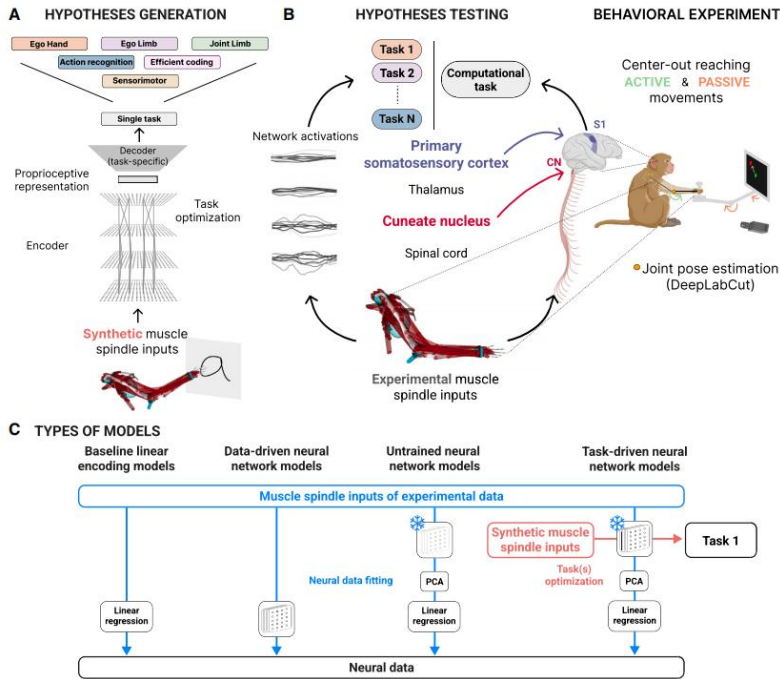 A HYPOTHESES GENERATION
Ego Hand
Ego Limb
Joint Limb
Action recognition
Efficient coding
Sensorimotor
Single task
Decoder
(task-specific)
Proprioceptive
representation
Task
optimization
Encoder
Synthetic muscle
spindle inputs
B HYPOTHESES TESTING
Task 1
Task 2
Task N
Computational
task
Network activations
Primary
somatosensory cortex
Thalamus
Cuneate nucleus
Spinal cord
S1
CN
Experimental muscle
spindle inputs
BEHAVIORAL EXPERIMENT
Center-out reaching
ACTIVE & PASSIVE
movements
Joint pose estimation
(DeepLabCut)
C TYPES OF MODELS
Baseline linear
encoding models
Data-driven neural
network models
Untrained neural
network models
Task-driven neural
network models
Muscle spindle inputs of experimental data
Synthetic muscle
spindle inputs
Task 1
Neural data fitting
PCA
Task(s)
optimization
PCA
Linear
regression
Linear
regression
Linear
regression
Neural data